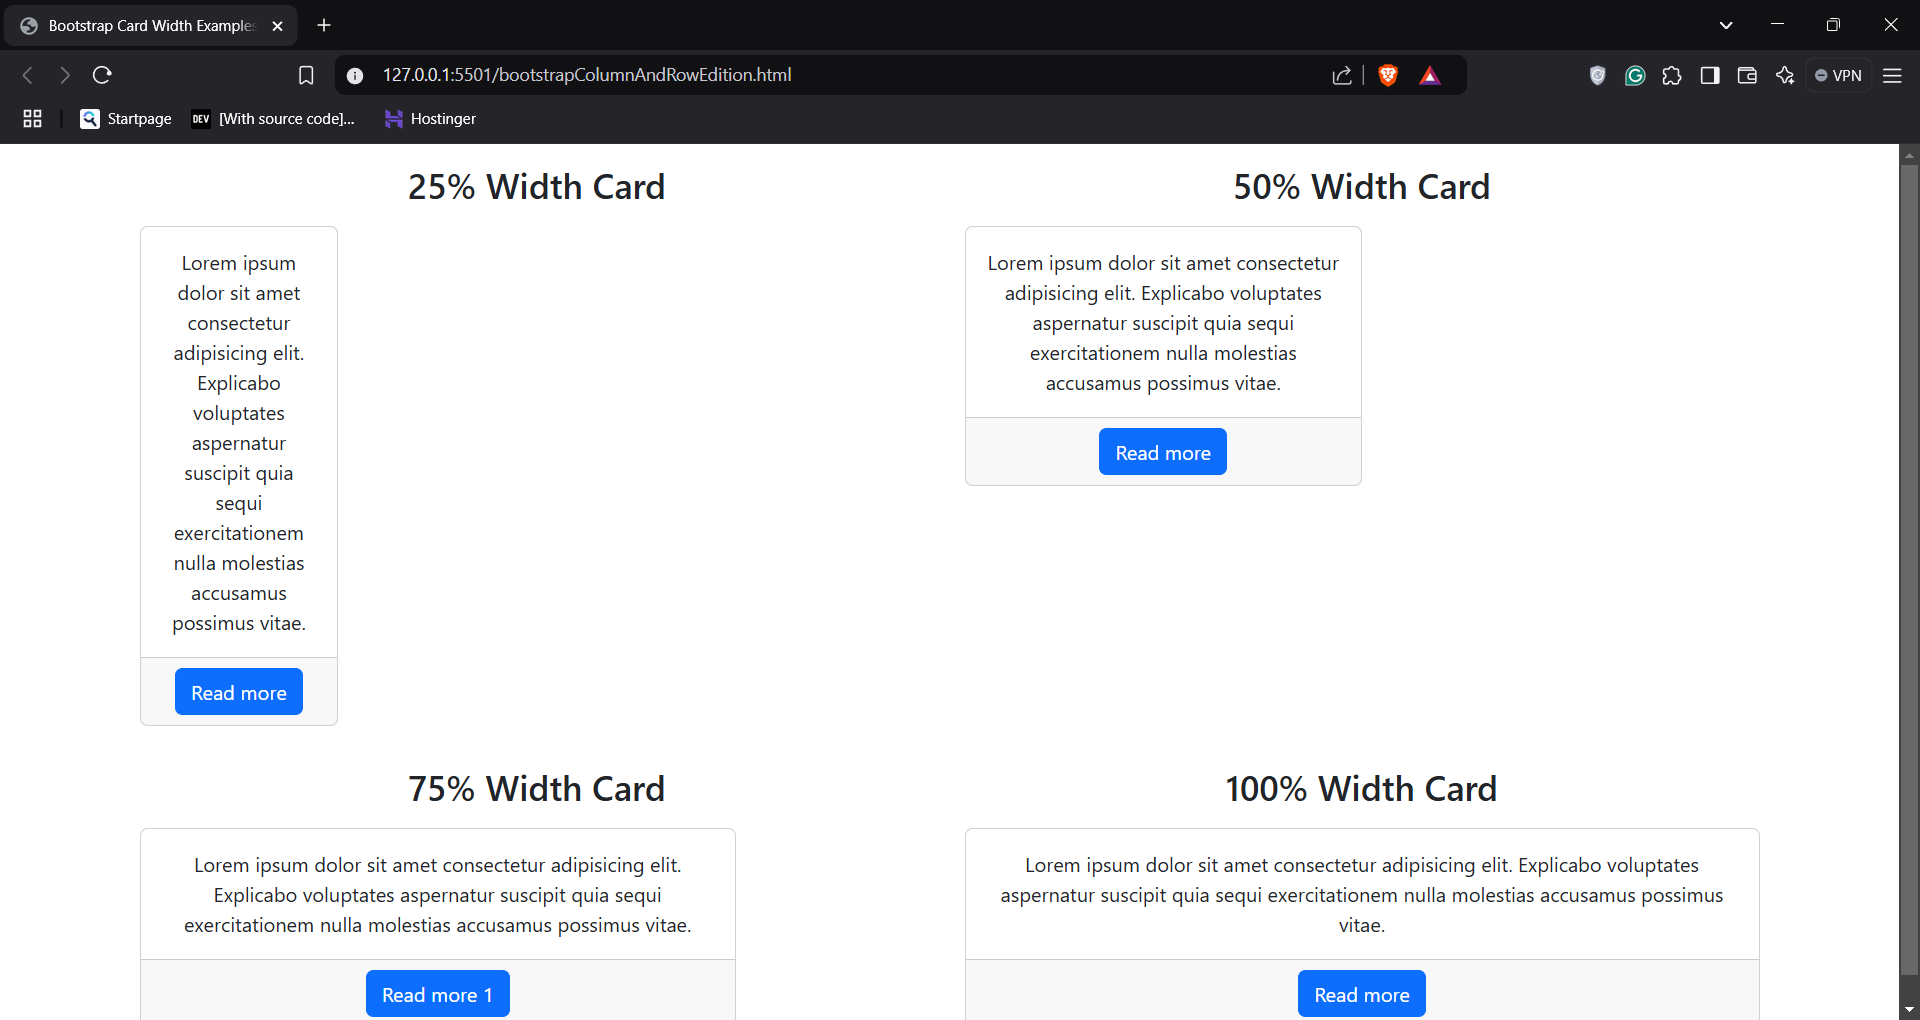 Bootstrap Card Width Examples
127.0.0.1:5501/bootstrapColumnAndRowEdition.html
VPN
Startpage
DEV
[With source code]...
Hostinger
25% Width Card
Lorem ipsum
dolor sit amet
consectetur
adipisicing elit.
Explicabo
voluptates
aspernatur
suscipit quia
sequi
exercitationem
nulla molestias
accusamus
possimus vitae.
Read more
50% Width Card
Lorem ipsum dolor sit amet consectetur
adipisicing elit. Explicabo voluptates
aspernatur suscipit quia sequi
exercitationem nulla molestias
accusamus possimus vitae.
Read more
75% Width Card
Lorem ipsum dolor sit amet consectetur adipisicing elit.
Explicabo voluptates aspernatur suscipit quia sequi
exercitationem nulla molestias accusamus possimus vitae.
Read more 1
100% Width Card
Lorem ipsum dolor sit amet consectetur adipisicing elit. Explicabo voluptates
aspernatur suscipit quia sequi exercitationem nulla molestias accusamus possimus
vitae.
Read more